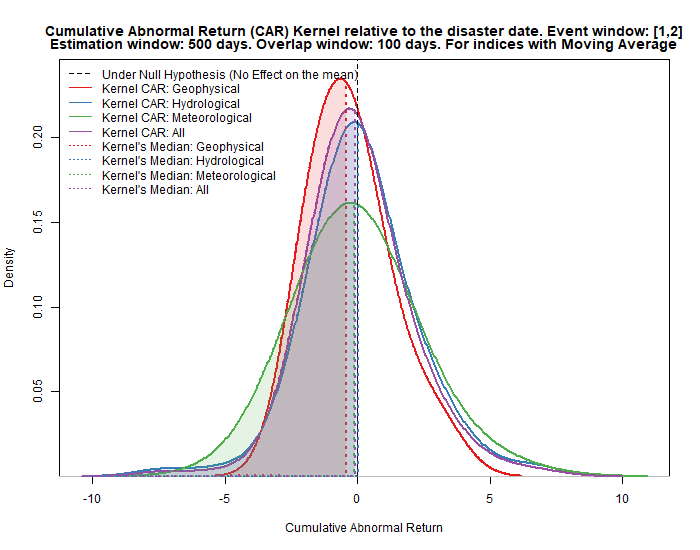 Cumulative Abnormal Return (CAR) Kernel relative to the disaster date. Event window: [1,2]
Estimation window: 500 days. Overlap window: 100 days. For indices with Moving Average
Under Null Hypothesis (No Effect on the mean)
Kernel CAR: Geophysical
Kernel CAR: Hydrological
Kernel CAR: Meteorological
Kernel CAR: All
Kernel's Median: Geophysical
Kernel's Median: Hydrological
Kernel's Median: Meteorological
Kernel's Median: All
0.20
0.15
0.10
0.05
Density
-10
-5
0
5
10
Cumulative Abnormal Return